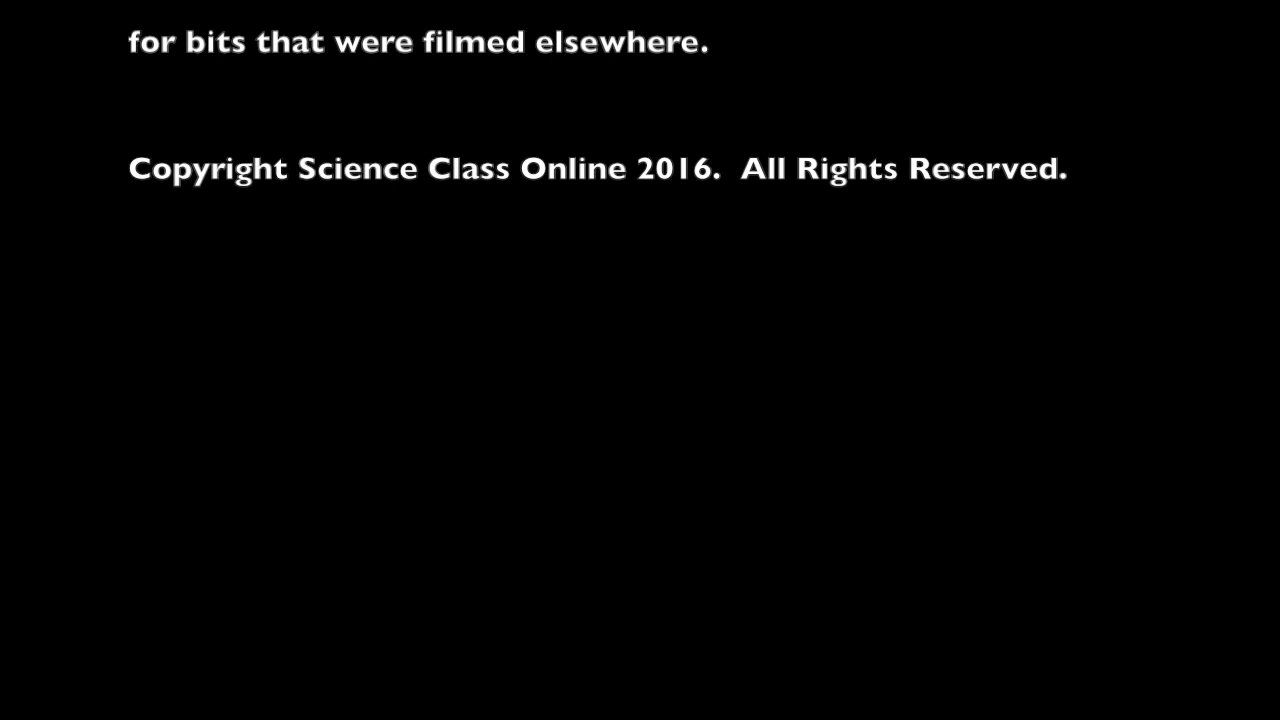 for bits that were filmed elsewhere.
Copyright Science Class Online 2016.  All Rights Reserved.